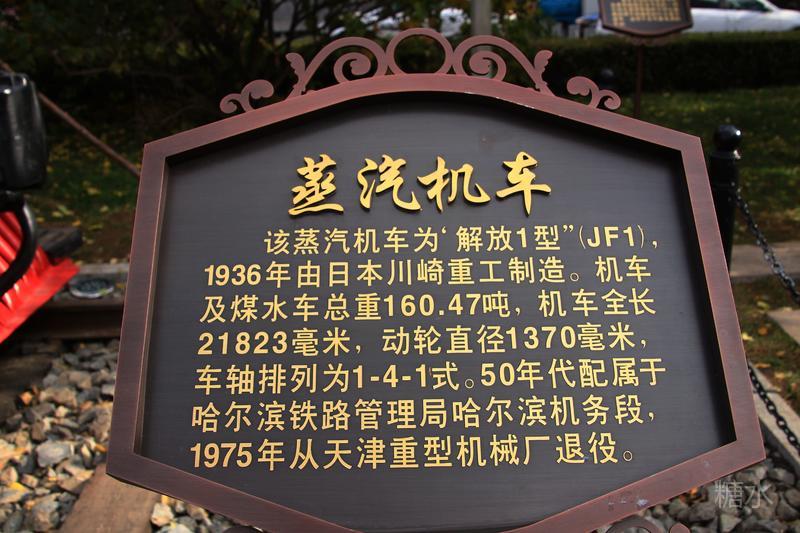 蒸汽机车
该蒸汽机车为‘解放1型”(JF1)，
1936年由日本川崎重工制造。机车
及煤水车总重160.47吨，机车全长
21823毫米，动轮直径1370毫米，
车轴排列为1-4-1式。50年代配属于
哈尔滨铁路管理局哈尔滨机务段，
1975年从天津重型机械厂退役。
糖水